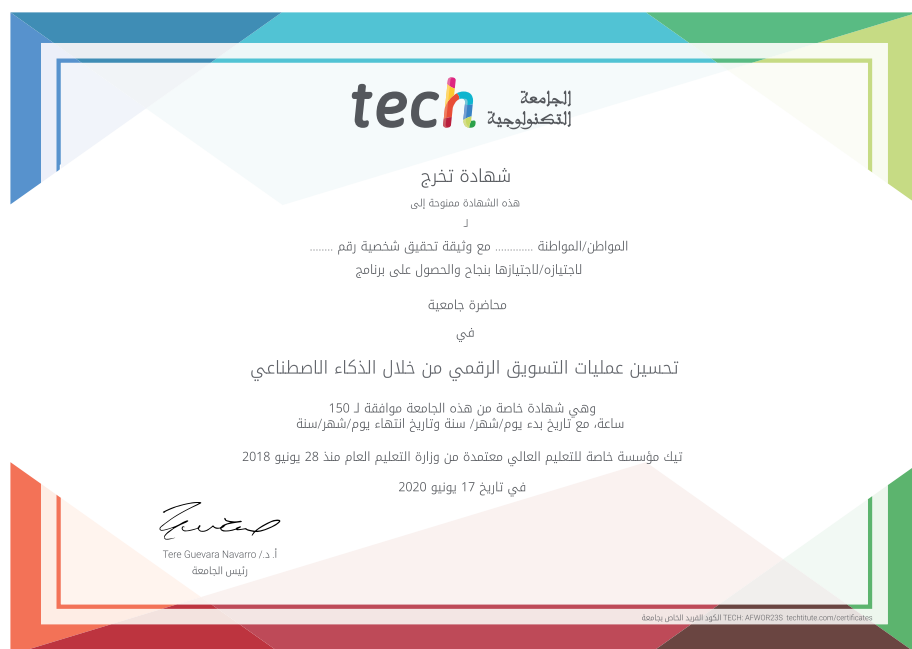 tech الجامعة
التكنولوجية
شهادة تخرج
هذه الشهادة ممنوحة إلى
لـ
المواطن/المواطنة ............ مع وثيقة تحقيق شخصية رقم ........
لاجتيازه/لاجتيازها بنجاح والحصول على برنامج
محاضرة جامعية
في
تحسين عمليات التسويق الرقمي من خلال الذكاء الاصطناعي
وهي شهادة خاصة من هذه الجامعة موافقة لـ 150
ساعة، مع تاريخ بدء يوم/شهر/ سنة وتاريخ انتهاء يوم/شهر/سنة
تيك مؤسسة خاصة للتعليم العالي معتمدة من وزارة التعليم العام منذ 28 يونيو 2018
في تاريخ 17 يونيو 2020
أ. د./ Tere Guevara Navarro
رئيس الجامعة
الكود الفريد الخاص بجامعة TECH: AFWOR23S techtitute.com/certificates